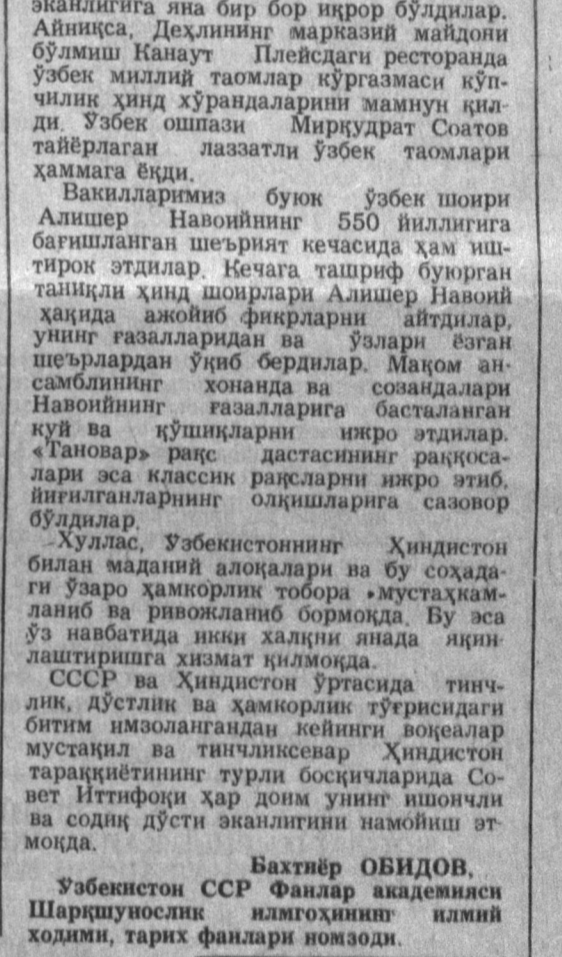 эканлигига яна бир бор иқрор бўлдилар.
Айниқса, Деҳлининг марказий майдони
бўлмиш Канаут Плейсдаги ресторанда
ўзбек миллий таомлар кўргазмаси кўп-
чилик ҳинд хўрандаларини мамнун қил-
ди. Ўзбек ошпази Мирқудрат Соатов
тайёрлаган лаззатли ўзбек таомлари
ҳаммага ёқди.
Вакилларимиз буюк ўзбек шоири
Алишер Навоийнинг 550 йиллигига
бағишланган шеърият кечасида ҳам иш-
тирок этдилар. Кечага ташриф буюрган
таниқли ҳинд шоирлари Алишер Навоий
ҳақида ажойиб фикрларни айтдилар,
унинг ғазалларидан ва ўзлари ёзган
шеърлардан ўқиб бердилар. Мақом ан-
самблининг хонанда ва созандалари
Навоийнинг ғазалларига басталанган
куй ва қўшиқларни ижро этдилар.
«Тановар» рақс дастасининг раққоса-
лари эса классик рақсларни ижро этиб,
йиғилганларнинг олқишларига сазовор
бўлдилар.
Хуллас, Ўзбекистоннинг Ҳиндистон
билан маданий алоқалари ва бу соҳада-
ги ўзаро ҳамкорлик тобора мустаҳкам-
ланиб ва ривожланиб бормоқда. Бу эса
ўз навбатида икки халқни янада яқин-
лаштиришга хизмат қилмоқда.
СССР ва Ҳиндистон ўртасида тинч-
лик, дўстлик ва ҳамкорлик тўғрисидаги
битим имзолангандан кейинги воқеалар
мустақил ва тинчликсевар Ҳиндистон
тараққиётининг турли босқичларида Со-
вет Иттифоқи ҳар доим унинг ишончли
ва содиқ дўсти эканлигини намойиш эт-
моқда.
Бахтиёр ОБИДОВ,
Ўзбекистон ССР Фанлар академияси
Шарқшунослик илмгоҳининг илмий
ходими, тарих фанлари номзоди.